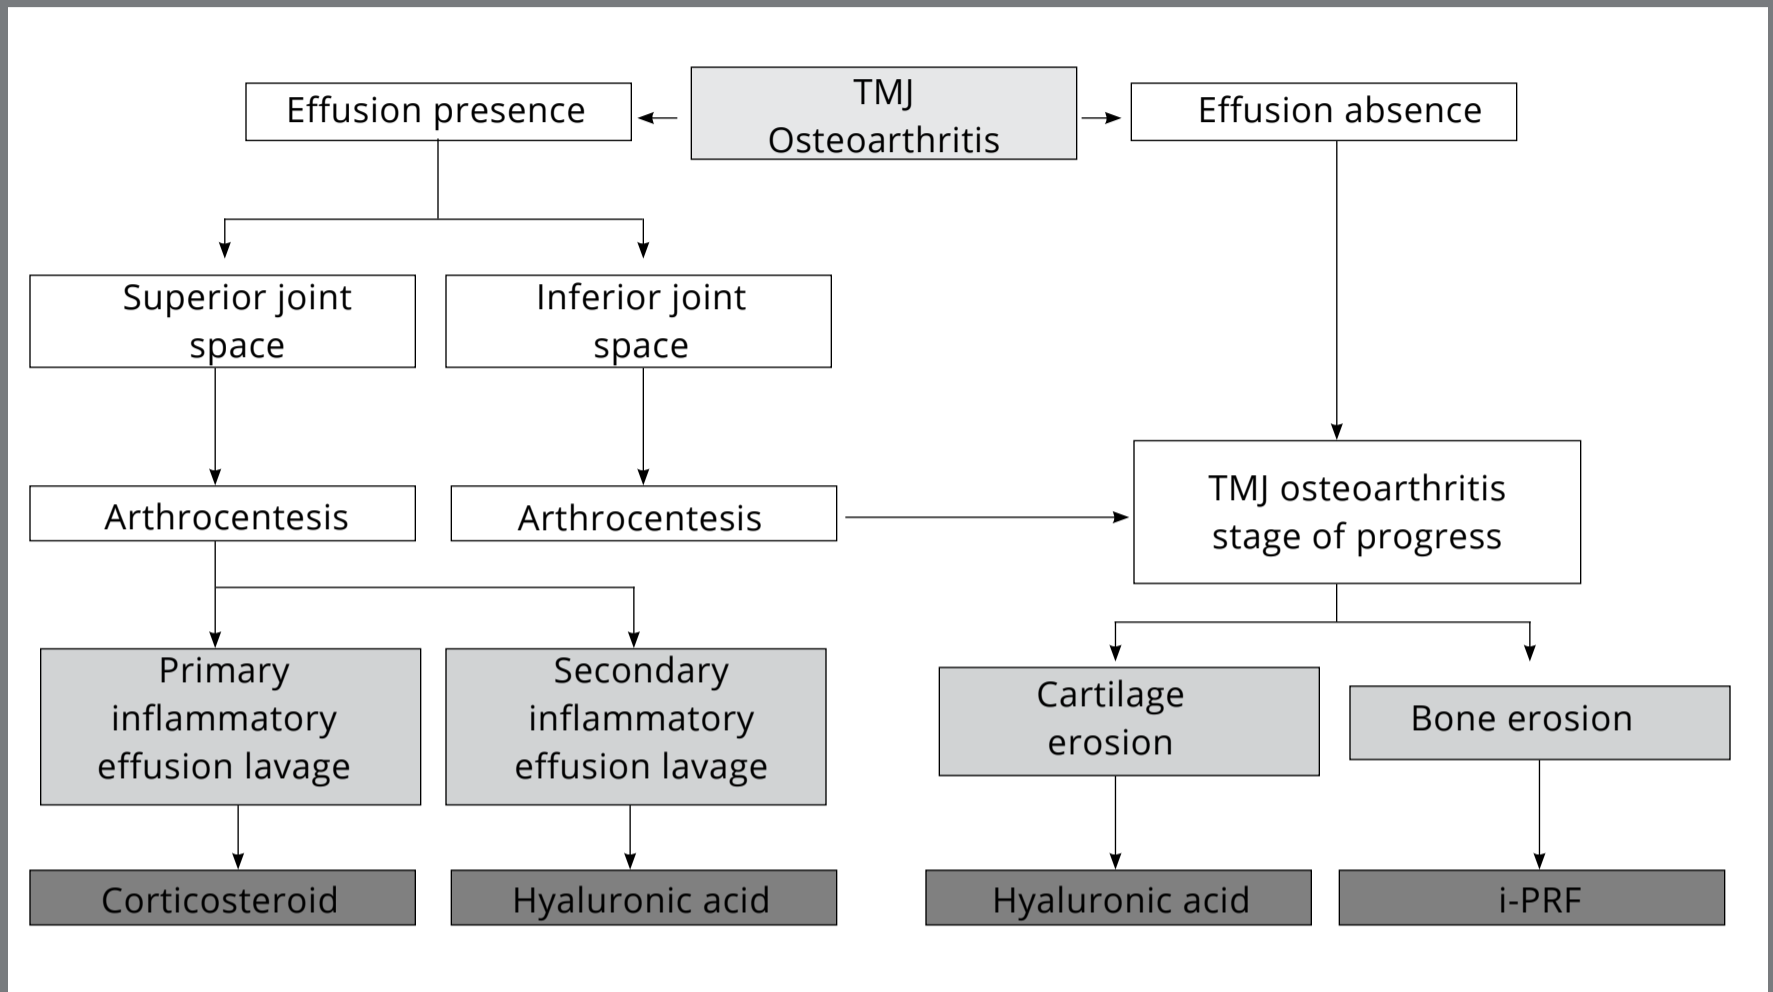 TMJ
Osteoarthritis
Effusion presence
Effusion absence
Superior joint
space
Inferior joint
space
Arthrocentesis
Arthrocentesis
TMJ osteoarthritis
stage of progress
Primary
inflammatory
effusion lavage
Secondary
inflammatory
effusion lavage
Cartilage
erosion
Bone erosion
Corticosteroid
Hyaluronic acid
Hyaluronic acid
i-PRF